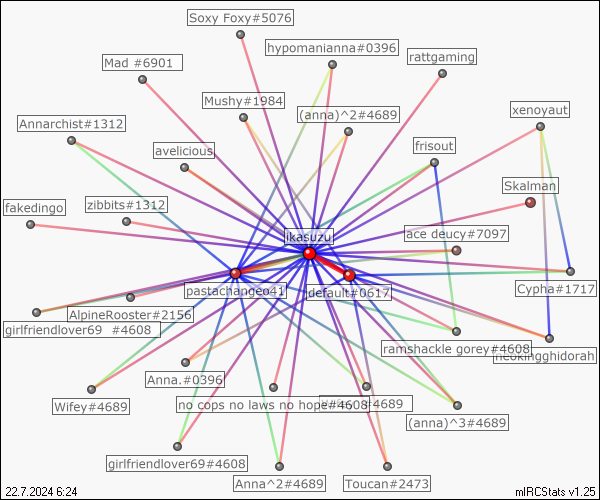 Soxy Foxy#5076
hypomanianna#0396
rattgaming
Mad #6901
Mushy#1984
(anna)^2#4689
xenoyaut
Annarchist#1312
avelicious
frisout
Skalman
fakedingo
zibbits#1312
ikasuzu
ace deucy#7097
pastachange041
default#0617
Cypha#1717
AlpineRooster#2156
girlfriendlover69 #4608
ramshackle gorey#4608
Anna.#0396
no cops no laws no hope#4608
#4689
Wifey#4689
(anna)^3#4689
girlfriendlover69#4608
Anna^2#4689
Toucan#2473
22.7.2024 6:24
mIRCStats v1.25